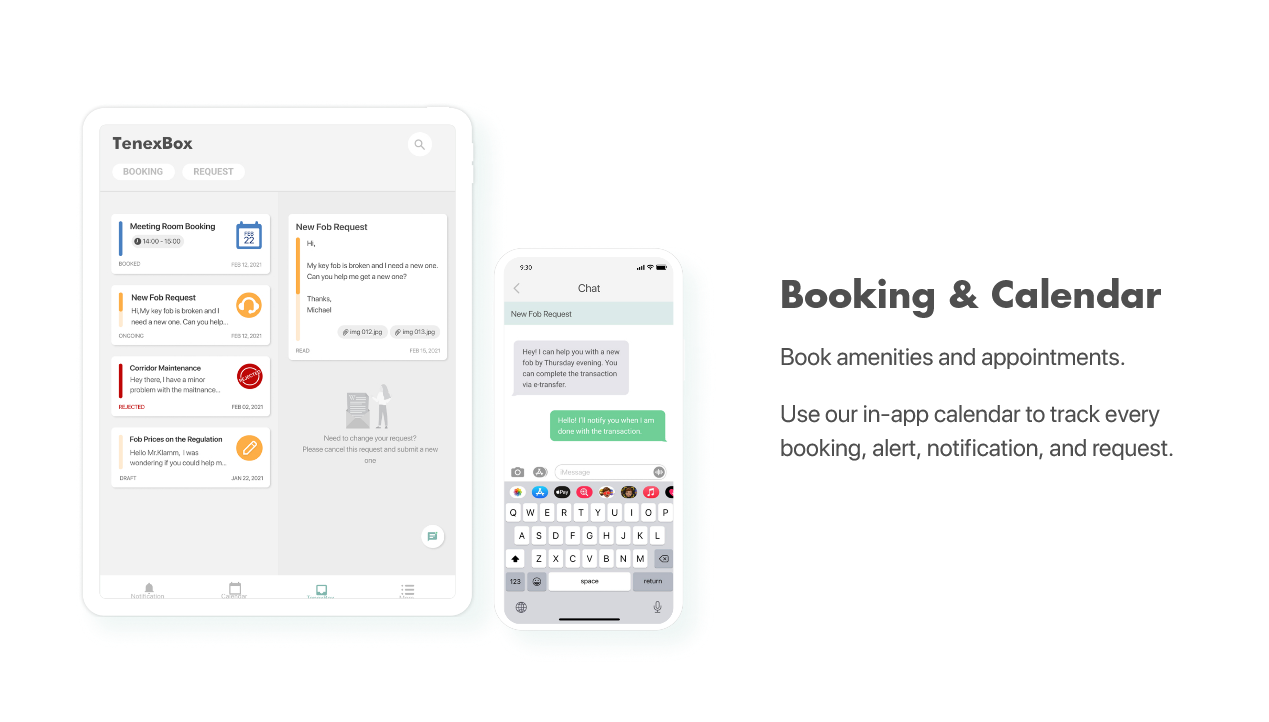 TenexBox
BOOKING
REQUEST
Meeting Room Booking
14:00 - 15:00
FEB
22
BOOKED
FEB 12, 2021
New Fob Request
Hi,My key fob is broken and I
need a new one. Can you help...
ONGOING
FEB 12, 2021
Corridor Maintenance
Hey thera, I have a minor
problem with the maitnance...
REJECTED
REJECTED
FEB 02, 2021
Fob Prices on the Regulation
Hello Mr.Klamm, I was
wondering if you could help m...
DRAFT
JAN 22, 2021
New Fob Request
Hi,
My key fob is broken and I need a new one.
Can you help me get a new one?
Thanks,
Michael
img 012.jpg
img 013.jpg
READ
FEB 15, 2021
Need to change your request?
Please cancel this request and submit a new
one
Notification
Calendar
TenexBox
More
9:30
Chat
New Fob Request
Hey! I can help you with a new
fob by Thursday evening. You
can complete the transaction
via e-transfer.
Hello! I'll notify you when I am
done with the transaction.
iMessage
Pay
Q W E R T Y U I O P
A S D F G H J K L
Z X C V B N M
123
space
return
Booking & Calendar
Book amenities and appointments.
Use our in-app calendar to track every
booking, alert, notification, and request.